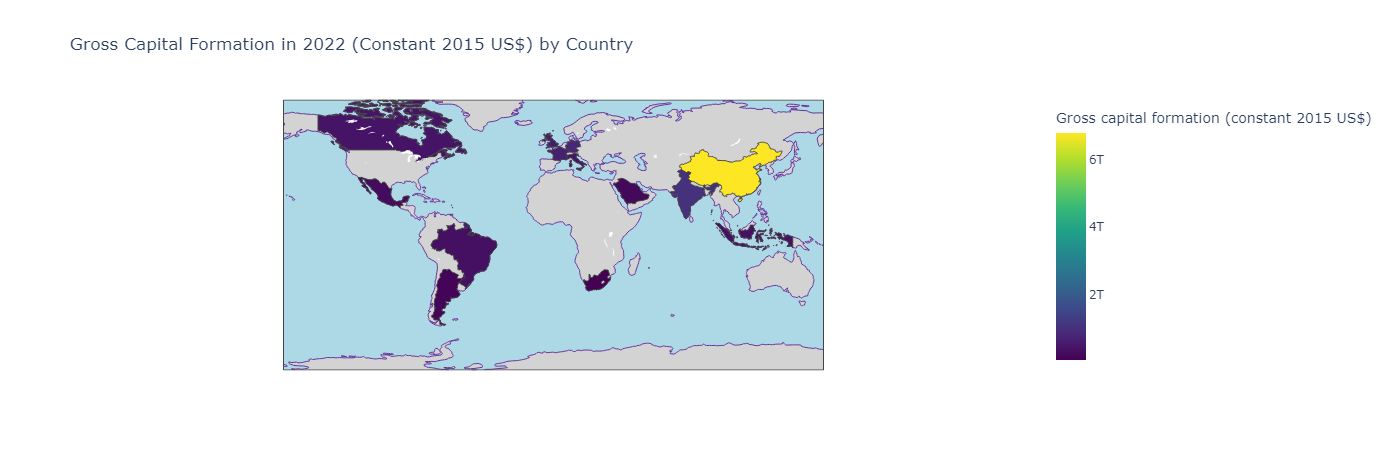 Gross Capital Formation in 2022 (Constant 2015 US$) by Country
Gross capital formation (constant 2015 US$)
6T
4T
2T